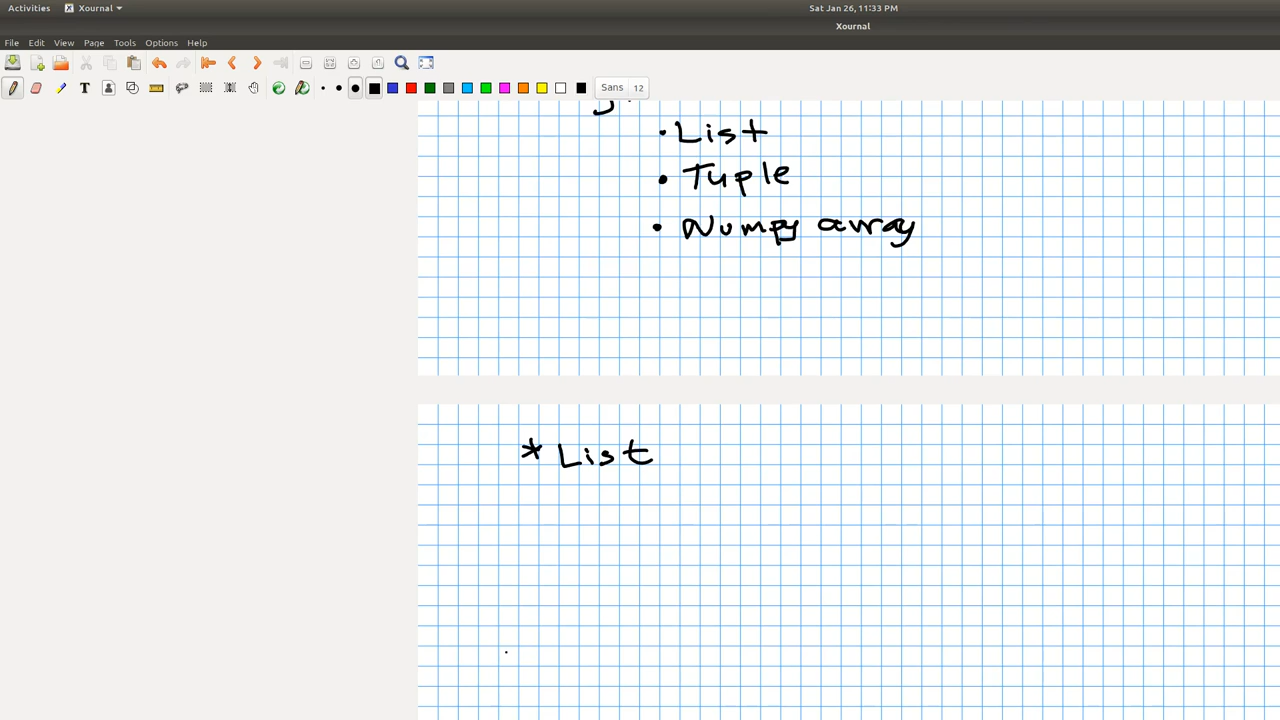 Activities Xournal Sat Jan 26, 11:33 PM
Xournal
File Edit View Page Tools Options Help
T Sans 12
• List
• Tuple
• Numpy array
* List